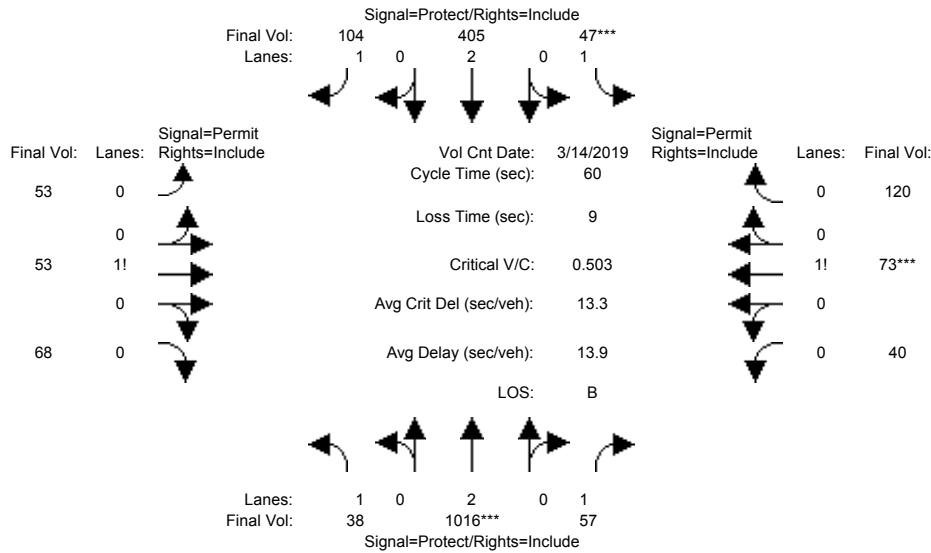 Signal=Protect/Rights=Include
Final Vol: 104 405 47***
Lanes: 1 0 2 0 1
Signal=Permit Signal=Permit
Final Vol: Lanes: Rights=Include Vol Cnt Date: 3/14/2019 Rights=Include Lanes: Final Vol:
Cycle Time (sec): 60
53 0 0 120
Loss Time (sec): 9
0 0
53 1! Critical V/C: 0.503 1! 73***
0 Avg Crit Del (sec/veh): 13.3 0
68 0 Avg Delay (sec/veh): 13.9 0 40
LOS: B
Lanes: 1 0 2 0 1
Final Vol: 38 1016*** 57
Signal=Protect/Rights=Include